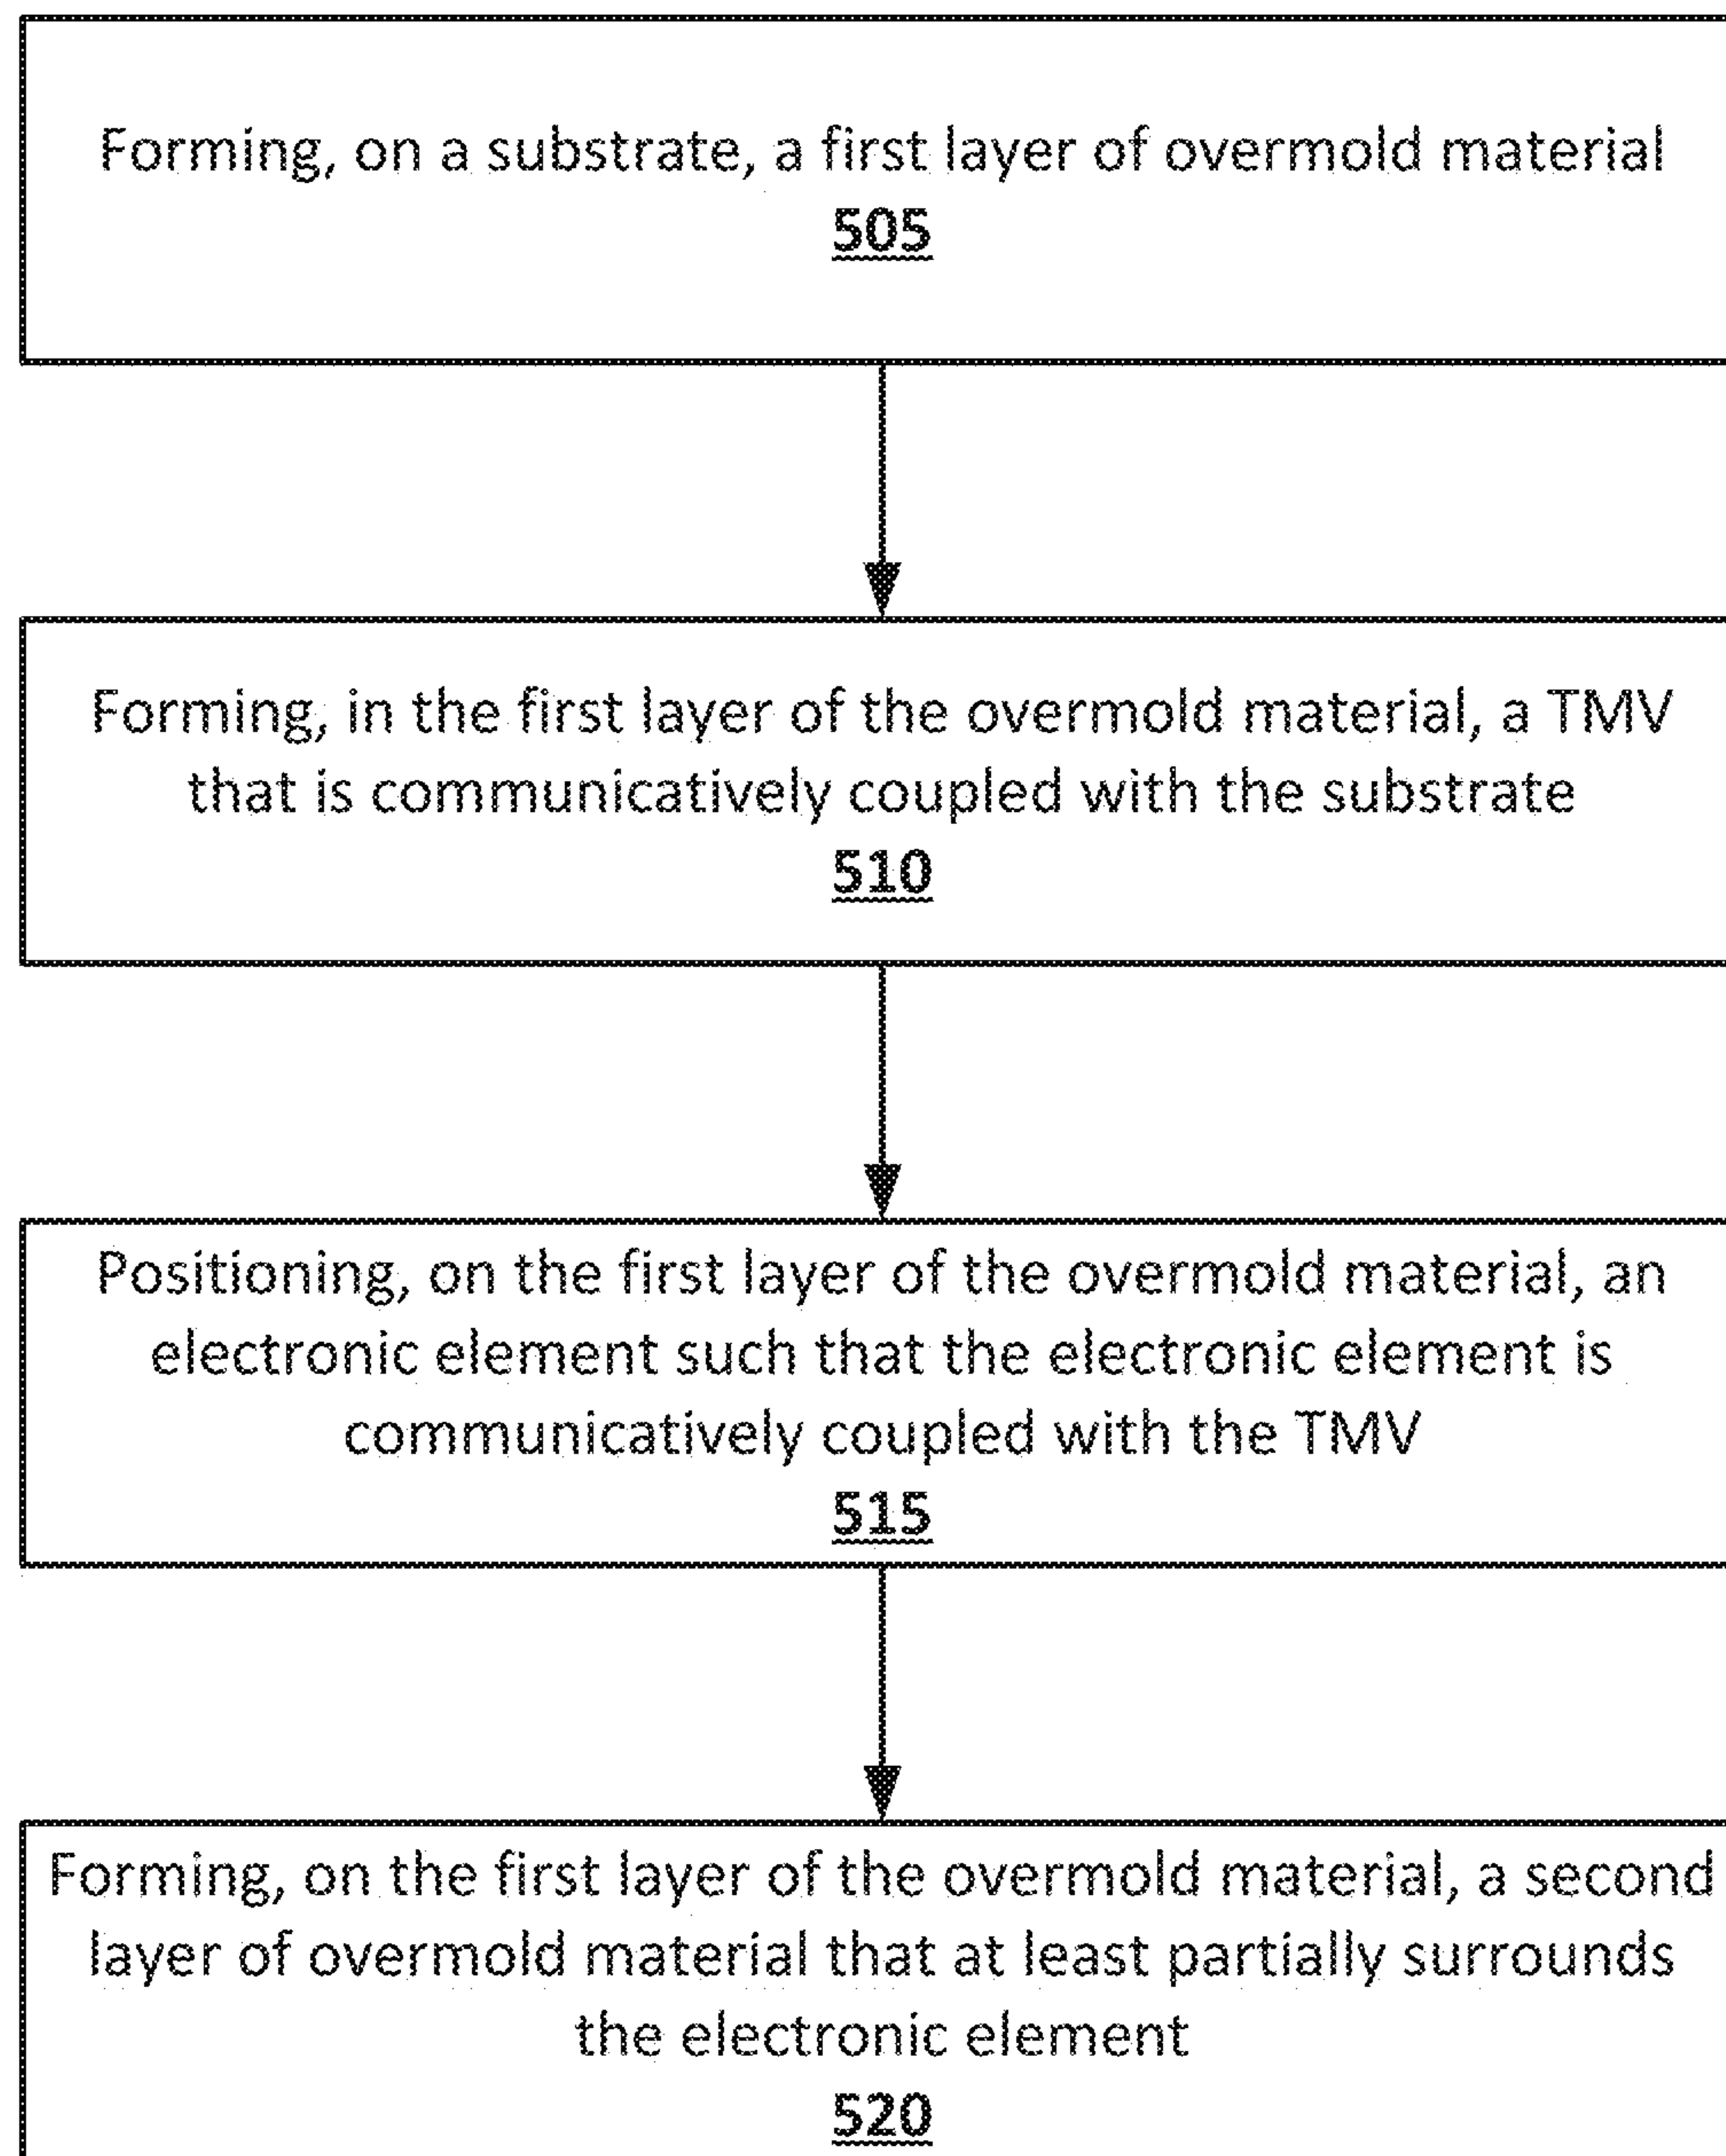 Forming, on a substrate, a first layer of overmold material
505
Forming, in the first layer of the overmold material, a TMV
that is communicatively coupled with the substrate
510
Positioning, on the first layer of the overmold material, an
electronic element such that the electronic element is
communicatively coupled with the TMV
515
Forming, on the first layer of the overmold material, a second
layer of overmold material that at least partially surrounds
the electronic element
520